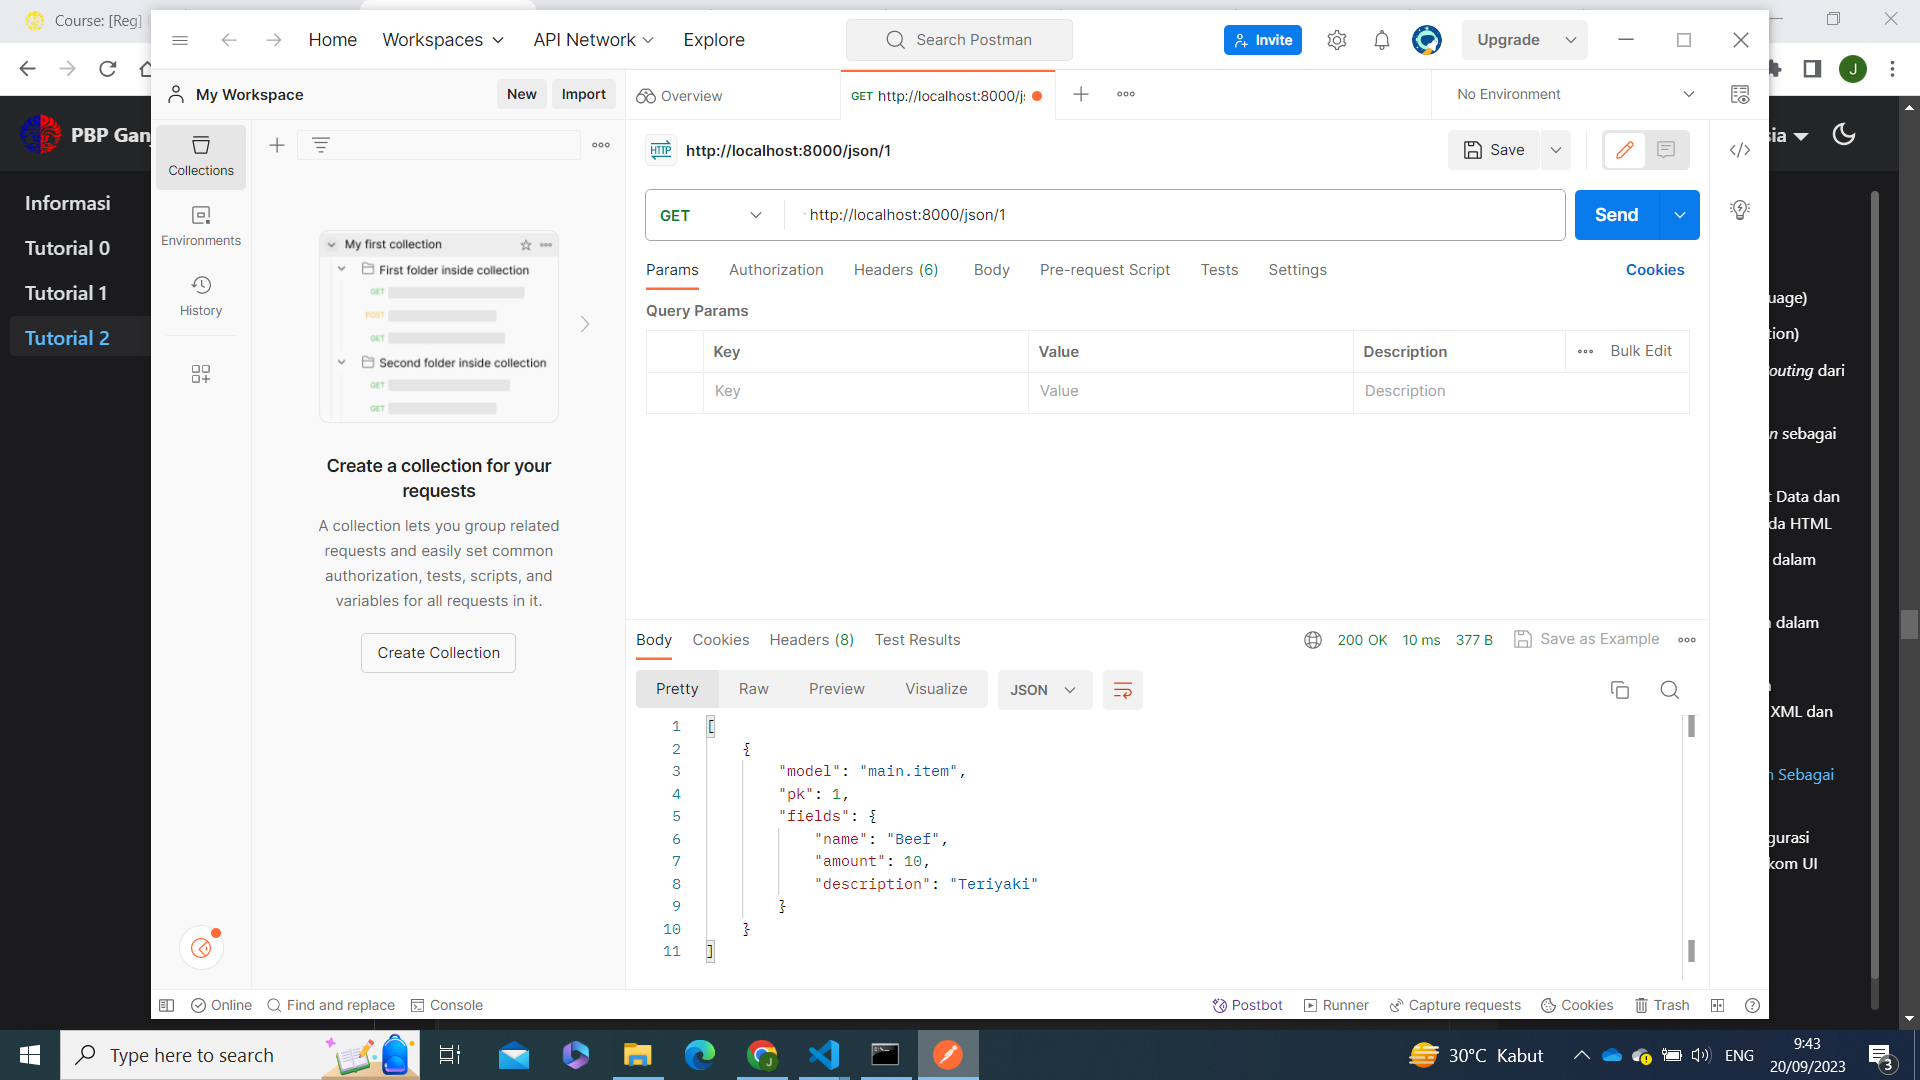 Course: [Reg]
Home
Workspaces
API Network
Explore
Search Postman
Invite
Upgrade
J
My Workspace
New
Import
Overview
GET http://localhost:8000/j
No Environment
PBP Gan
sia
Collections
HTTP
http://localhost:8000/json/1
Save
Informasi
Tutorial 0
Tutorial 1
Tutorial 2
Environments
History
GET
http://localhost:8000/json/1
Send
My first collection
First folder inside collection
GET
POST
GET
Second folder inside collection
GET
GET
Params
Authorization
Headers (6)
Body
Pre-request Script
Tests
Settings
Cookies
Query Params
Key
Value
Description
Bulk Edit
Key
Value
Description
uage)
tion)
outing dari
n sebagai
t Data dan
da HTML
dalam
dalam
XML dan
n Sebagai
gurasi
kom UI
Create a collection for your
requests
A collection lets you group related
requests and easily set common
authorization, tests, scripts, and
variables for all requests in it.
Create Collection
Body
Cookies
Headers (8)
Test Results
200 OK
10 ms
377 B
Save as Example
Pretty
Raw
Preview
Visualize
JSON
1 [
2 {
3 "model": "main.item",
4 "pk": 1,
5 "fields": {
6 "name": "Beef",
7 "amount": 10,
8 "description": "Teriyaki"
9 }
10 }
11 ]
Online
Find and replace
Console
Postbot
Runner
Capture requests
Cookies
Trash
Type here to search
30°C Kabut
ENG
9:43
20/09/2023
3